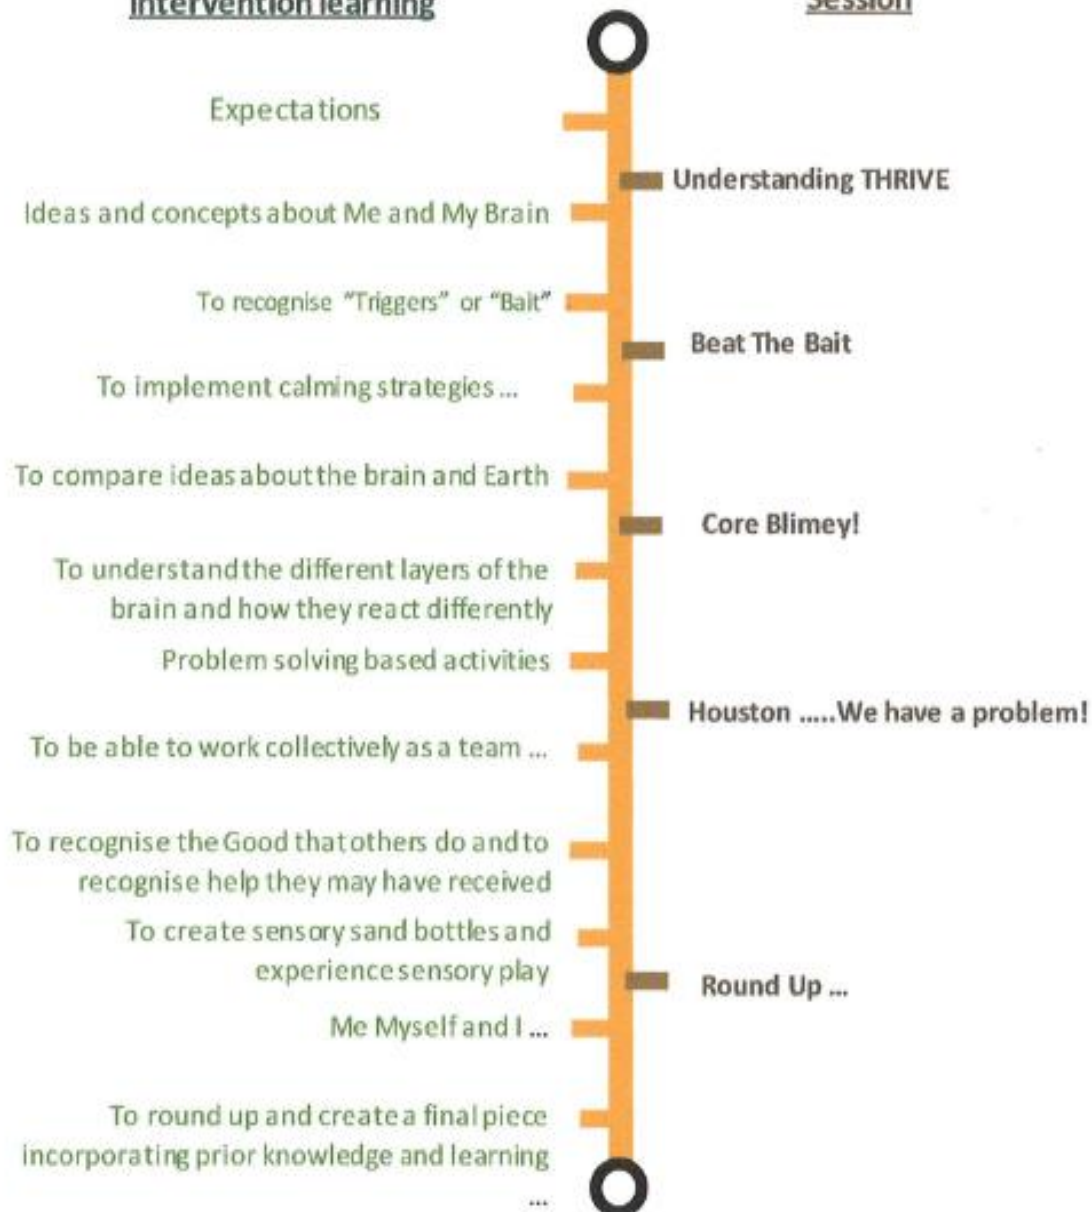 Intervention learning
Session
Expectations
Understanding THRIVE
Ideas and concepts about Me and My Brain
To recognise “Triggers” or “Bait”
Beat The Bait
To implement calming strategies ...
To compare ideas about the brain and Earth
Core Blimey!
To understand the different layers of the
brain and how they react differently
Problem solving based activities
Houston .....We have a problem!
To be able to work collectively as a team ...
To recognise the Good that others do and to
recognise help they may have received
To create sensory sand bottles and
experience sensory play
Round Up ...
Me Myself and I ...
To round up and create a final piece
incorporating prior knowledge and learning
...